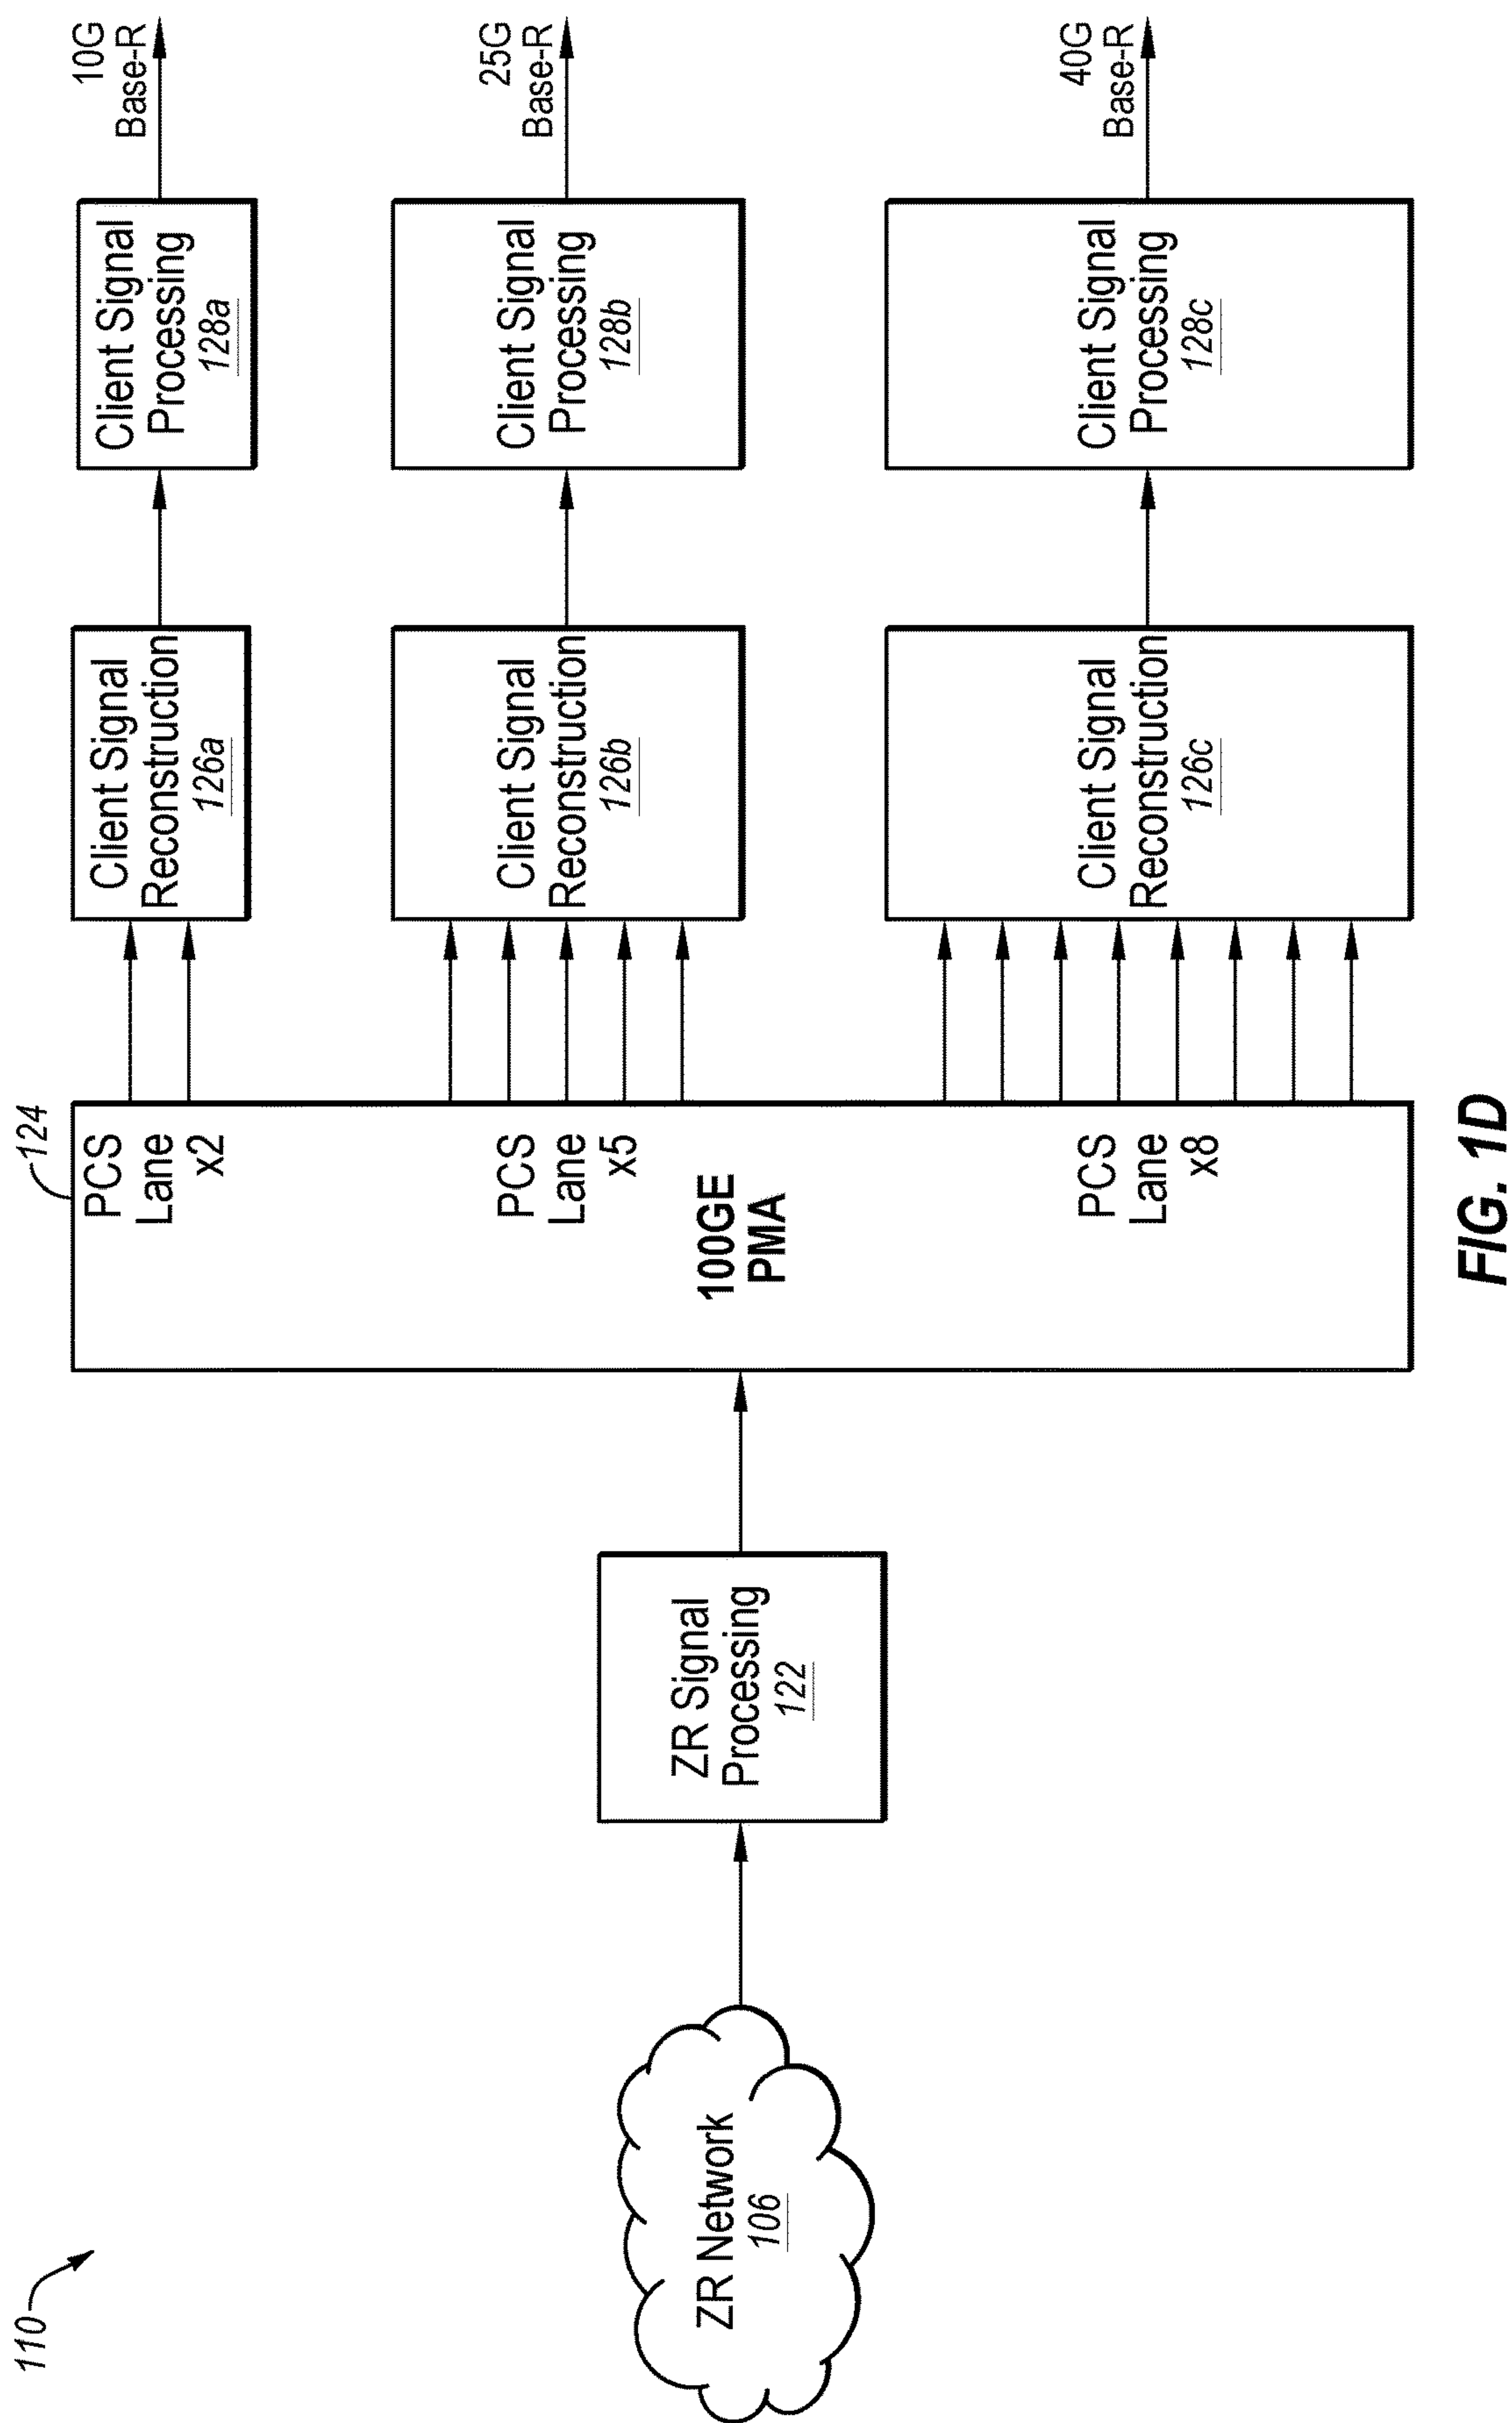 110
ZR Network
106
ZR Signal
Processing
122
124
100GE
PMA
PCS
Lane
x2
PCS
Lane
x5
PCS
Lane
x8
Client Signal
Reconstruction
126a
Client Signal
Reconstruction
126b
Client Signal
Reconstruction
126c
Client Signal
Processing
128a
Client Signal
Processing
128b
Client Signal
Processing
128c
10G
Base-R
25G
Base-R
40G
Base-R
FIG. 1D